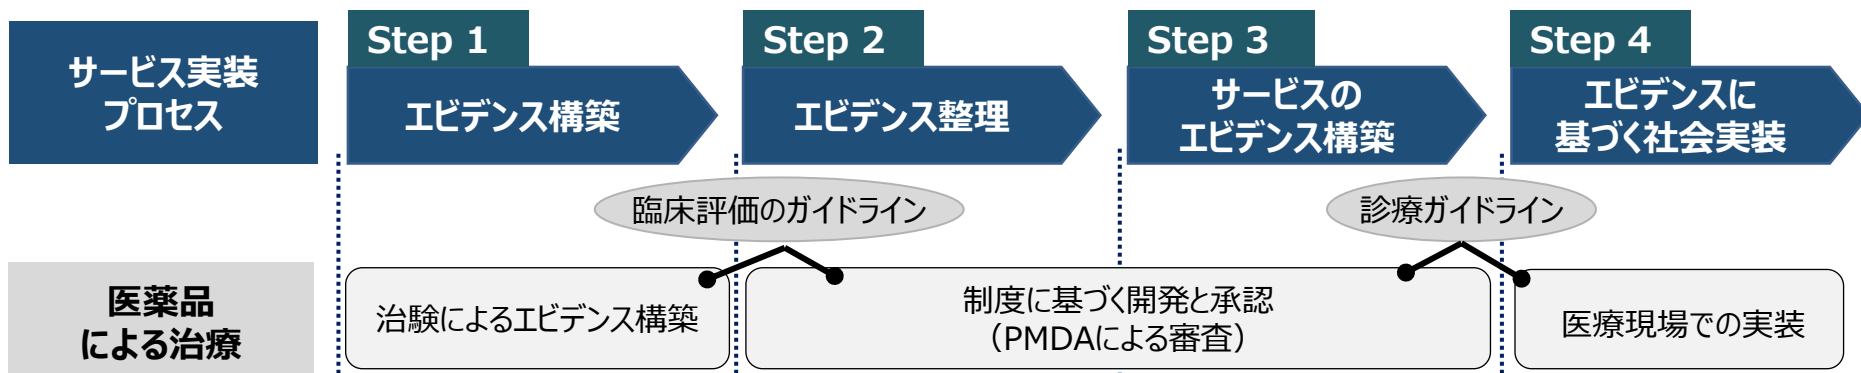 サービス実装
プロセス
Step 1
エビデンス構築
Step 2
エビデンス整理
Step 3
サービスの
エビデンス構築
Step 4
エビデンスに
基づく社会実装
臨床評価のガイドライン
診療ガイドライン
医薬品
による治療
治験によるエビデンス構築
制度に基づく開発と承認
（PMDAによる審査）
医療現場での実装